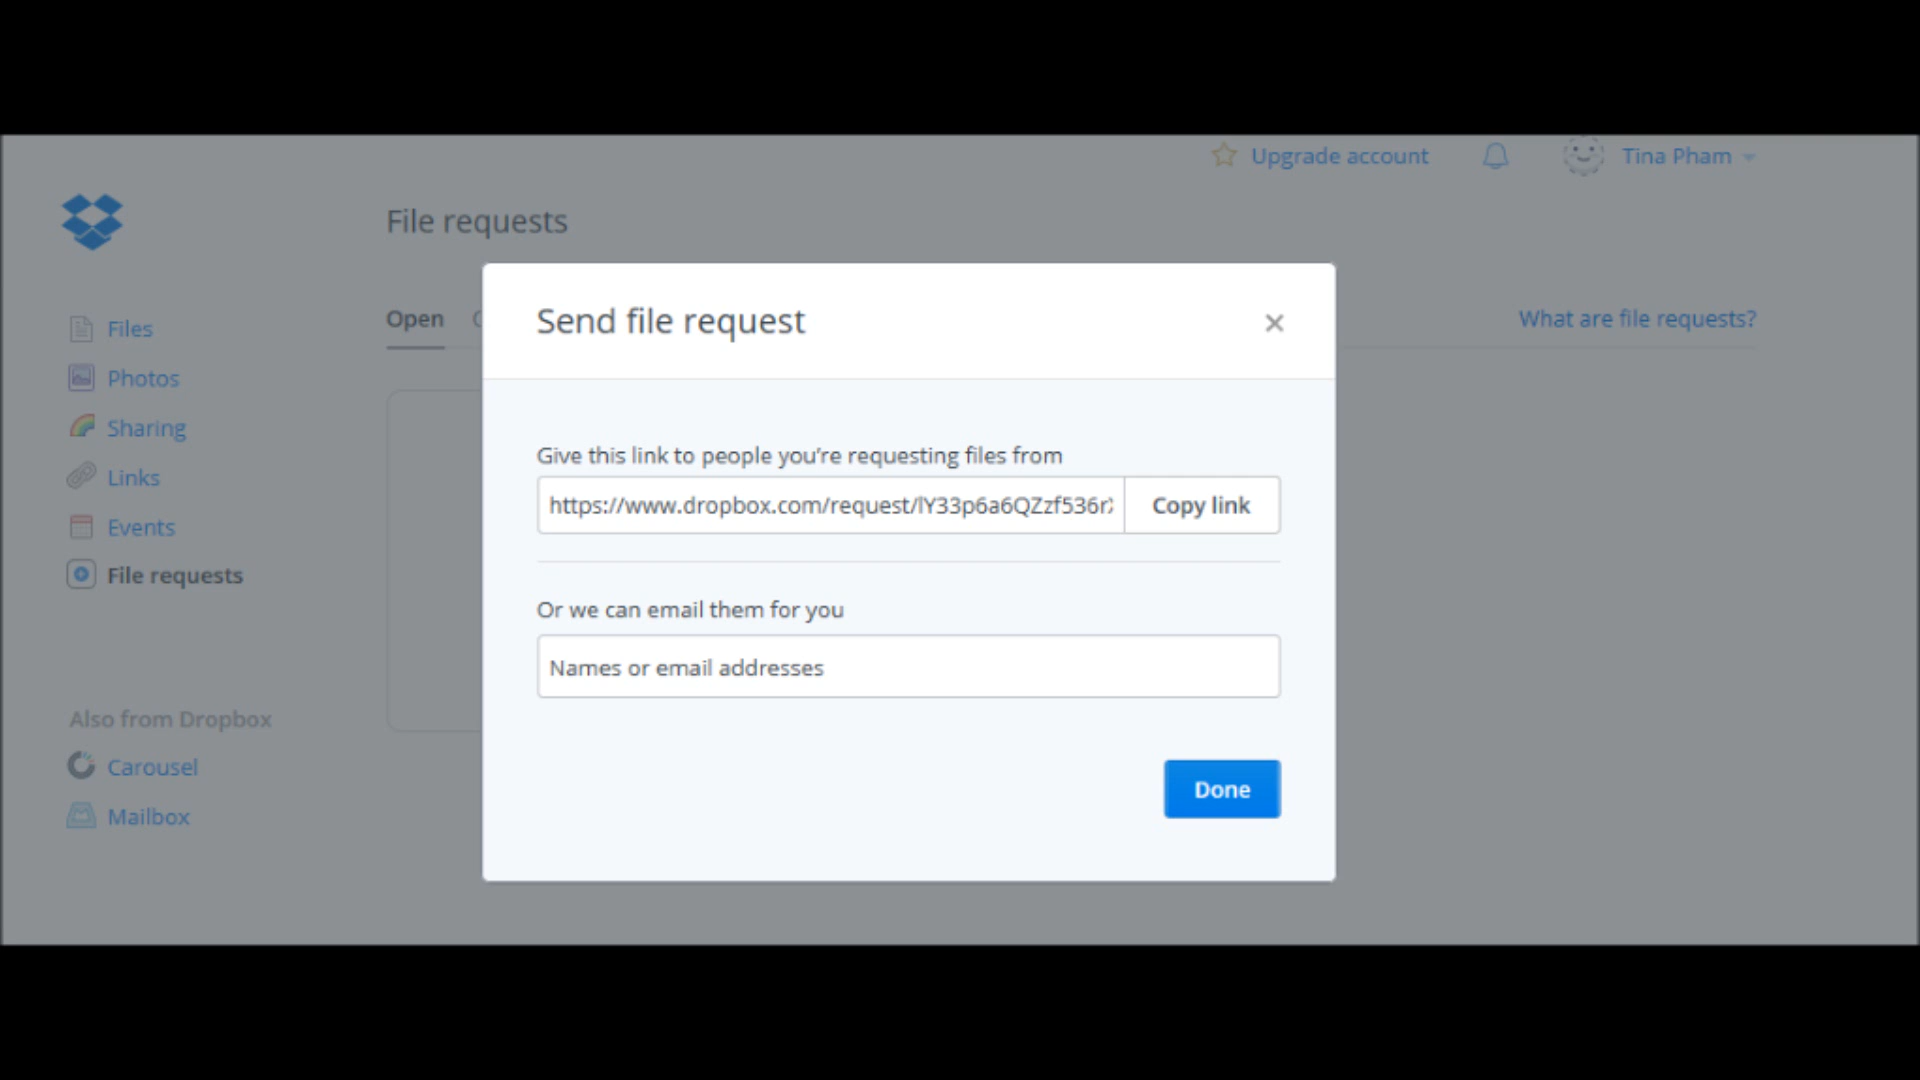 Upgrade account
Tina Pham
File requests
Open
What are file requests?
Files
Photos
Sharing
Links
Events
File requests
Also from Dropbox
Carousel
Mailbox
Send file request
×
Give this link to people you're requesting files from
https://www.dropbox.com/request/lY33p6a6QZzf536r
Copy link
Or we can email them for you
Names or email addresses
Done